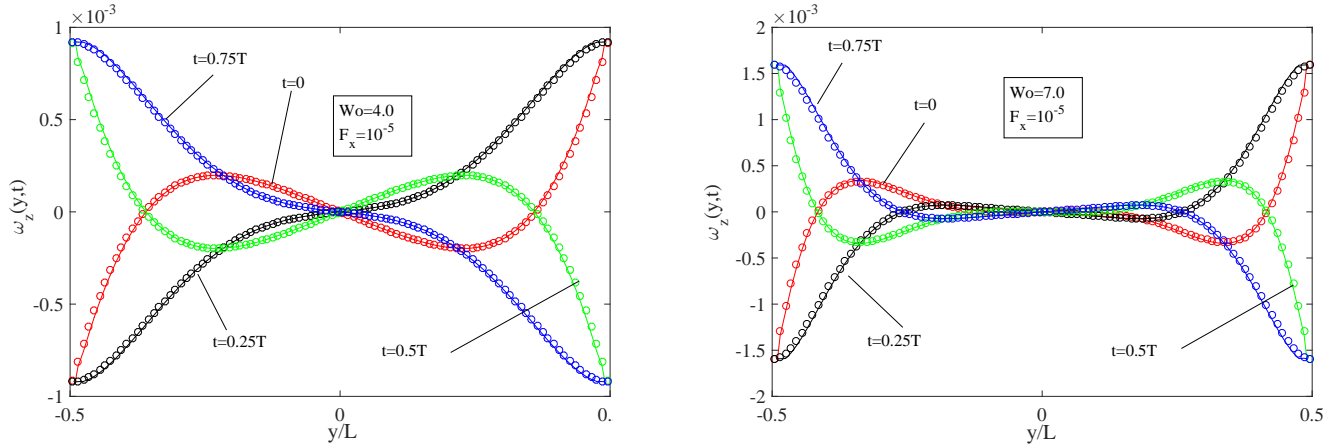 ×10⁻³
1
0.5
0
-0.5
-1
ω_z(y,t)
-0.5
0
0.
y/L
t=0.75T
t=0
Wo=4.0
F_x=10⁻⁵
t=0.25T
t=0.5T
×10⁻³
2
1.5
1
0.5
0
-0.5
-1
-1.5
-2
ω_z(y,t)
-0.5
0
0.5
y/L
t=0.75T
t=0
Wo=7.0
F_x=10⁻⁵
t=0.25T
t=0.5T